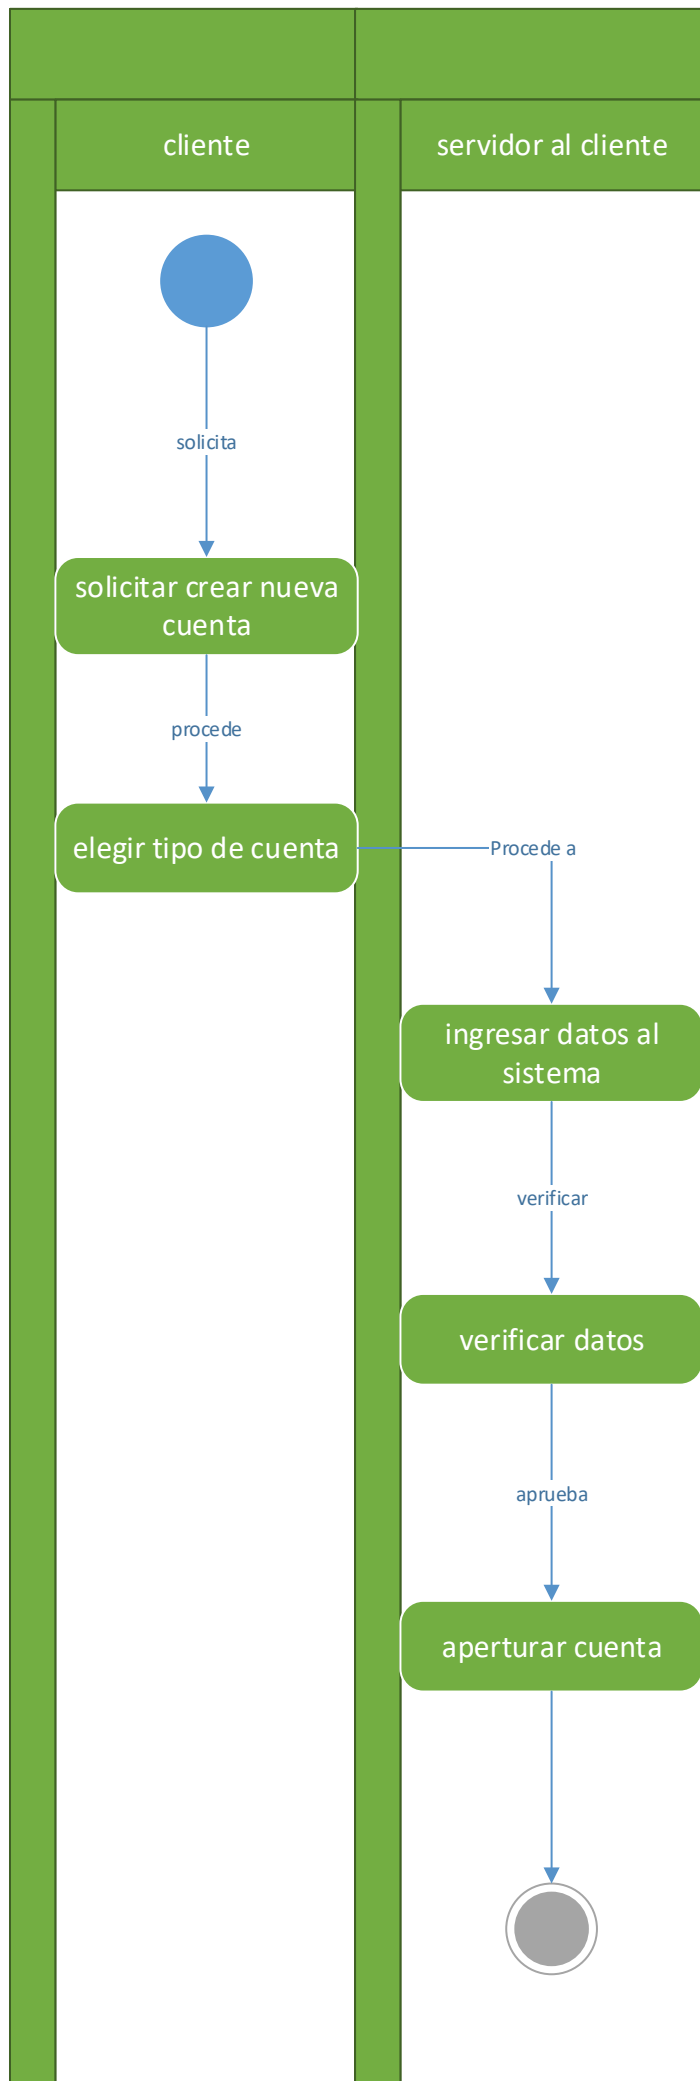 cliente
servidor al cliente
solicita
solicitar crear nueva
cuenta
procede
elegir tipo de cuenta
Procede a
ingresar datos al
sistema
verificar
verificar datos
aprueba
aperturar cuenta